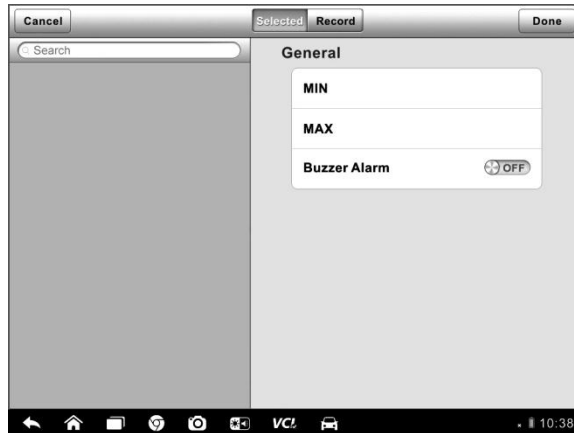 Cancel
Selected Record
Done
Search
General
MIN
MAX
Buzzer Alarm OFF
VCI
10:38